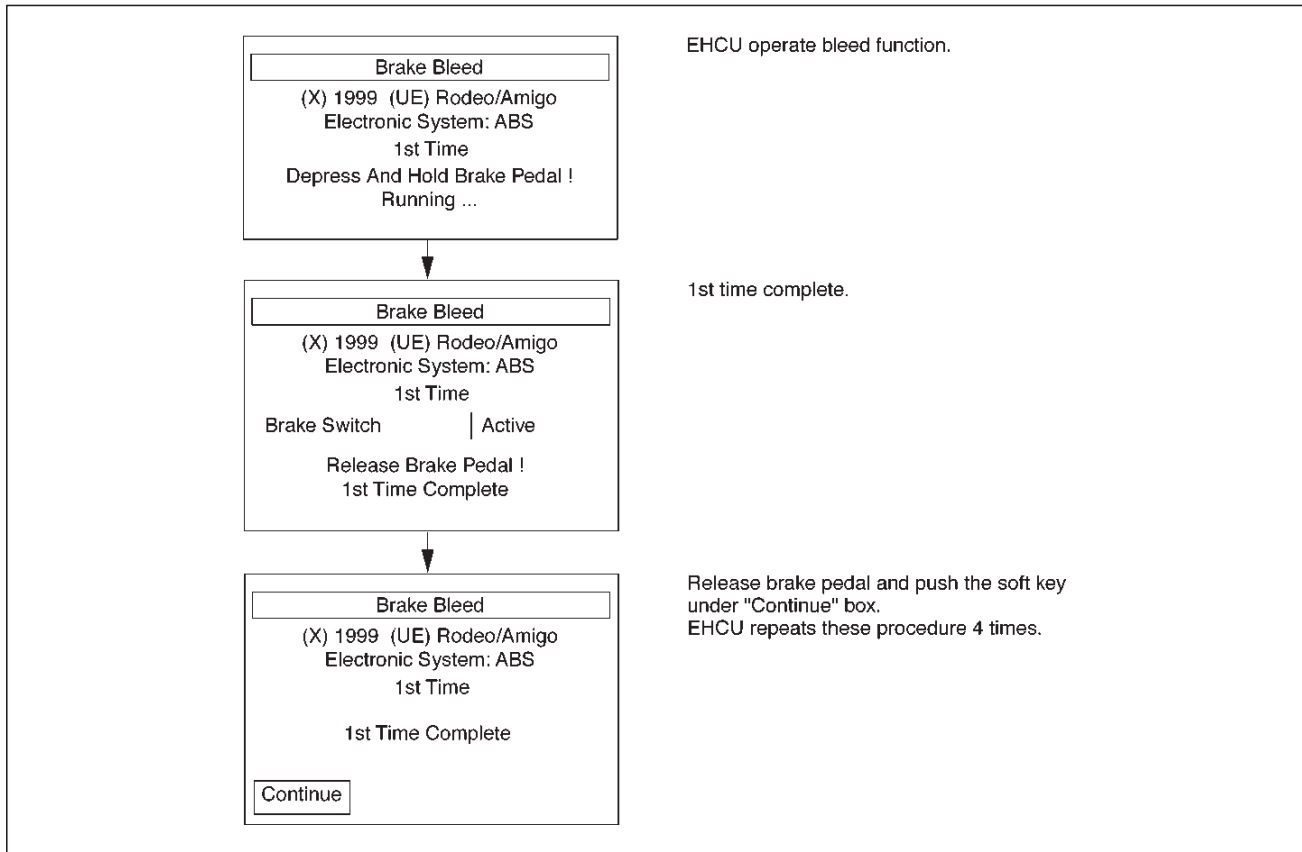 EHCU operate bleed function.
Brake Bleed
(X) 1999 (UE) Rodeo/Amigo
Electronic System: ABS
1st Time
Depress And Hold Brake Pedal !
Running ...
1st time complete.
Brake Bleed
(X) 1999 (UE) Rodeo/Amigo
Electronic System: ABS
1st Time
Brake Switch | Active
Release Brake Pedal !
1st Time Complete
Release brake pedal and push the soft key
under "Continue" box.
EHCU repeats these procedure 4 times.
Brake Bleed
(X) 1999 (UE) Rodeo/Amigo
Electronic System: ABS
1st Time
1st Time Complete
Continue